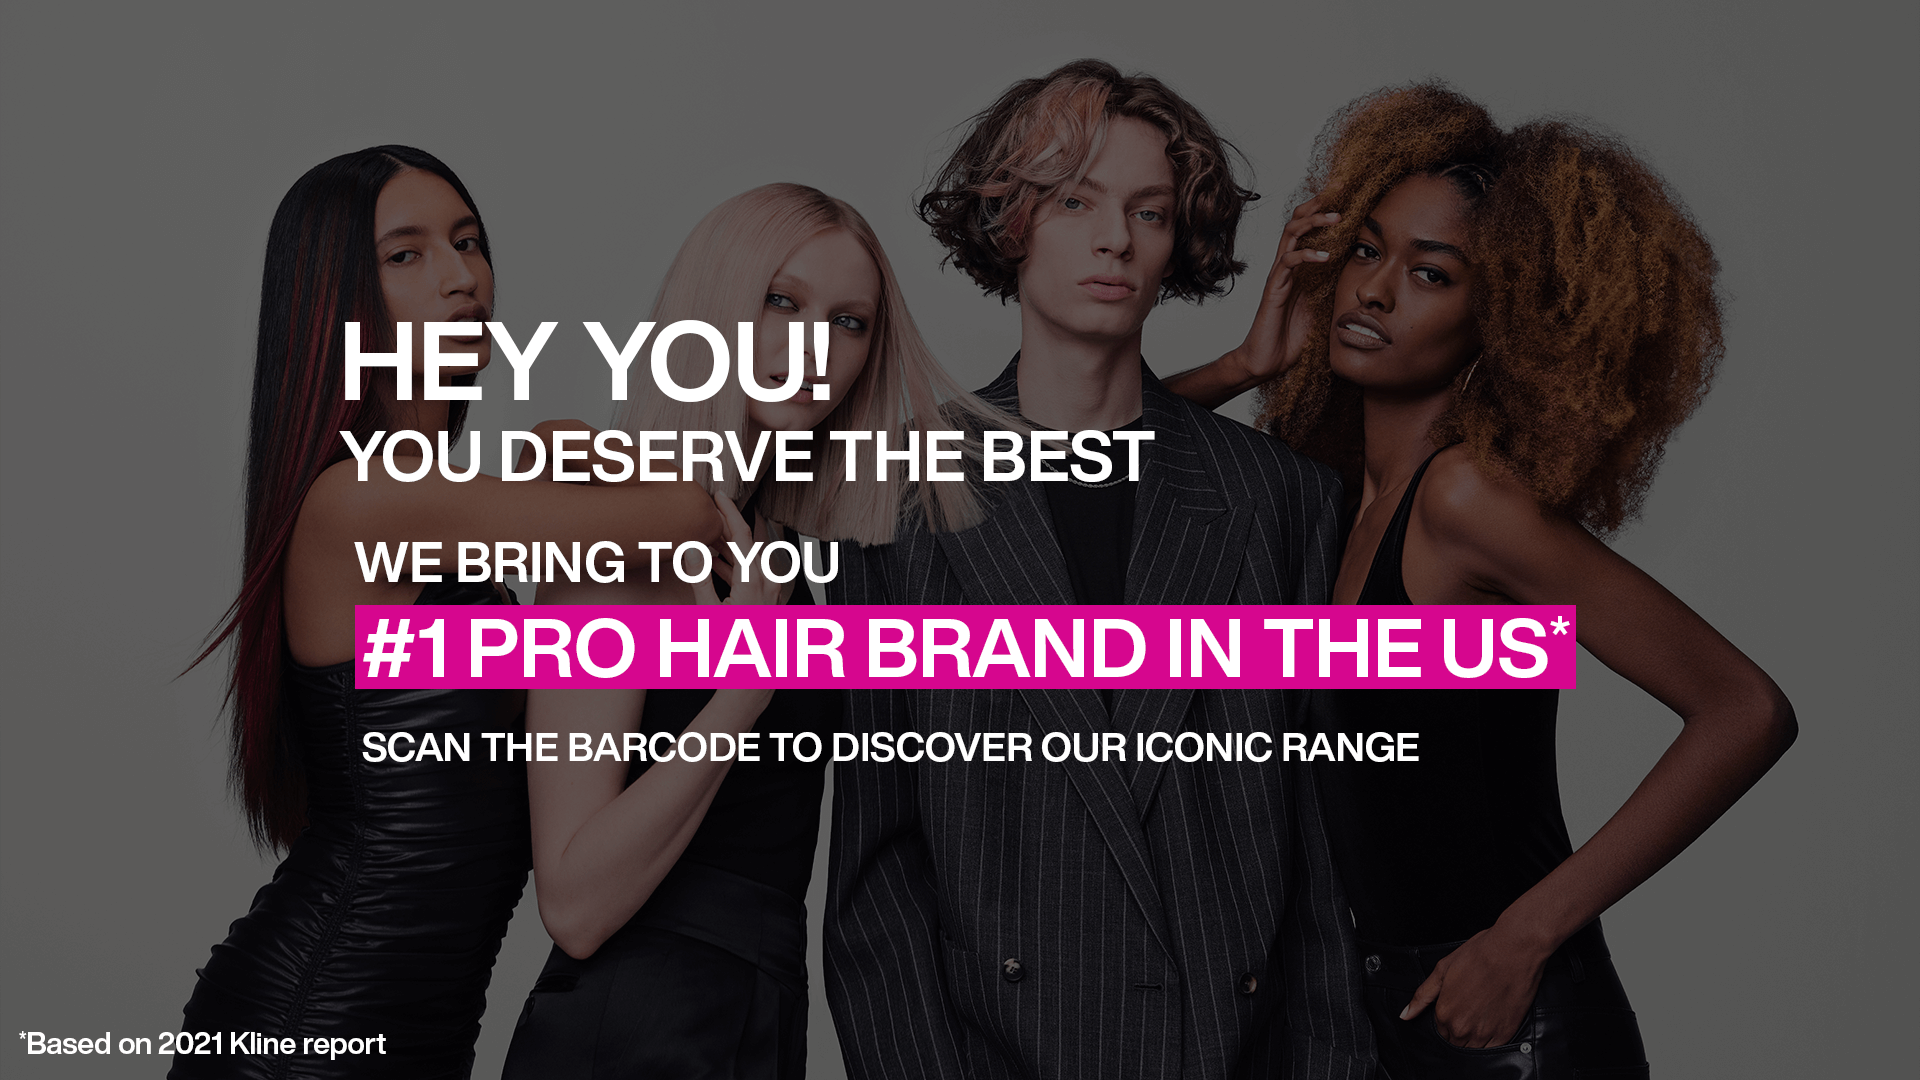 HEY YOU!
YOU DESERVE THE BEST
WE BRING TO YOU
#1 PRO HAIR BRAND IN THE US*
SCAN THE BARCODE TO DISCOVER OUR ICONIC RANGE
*Based on 2021 Kline report